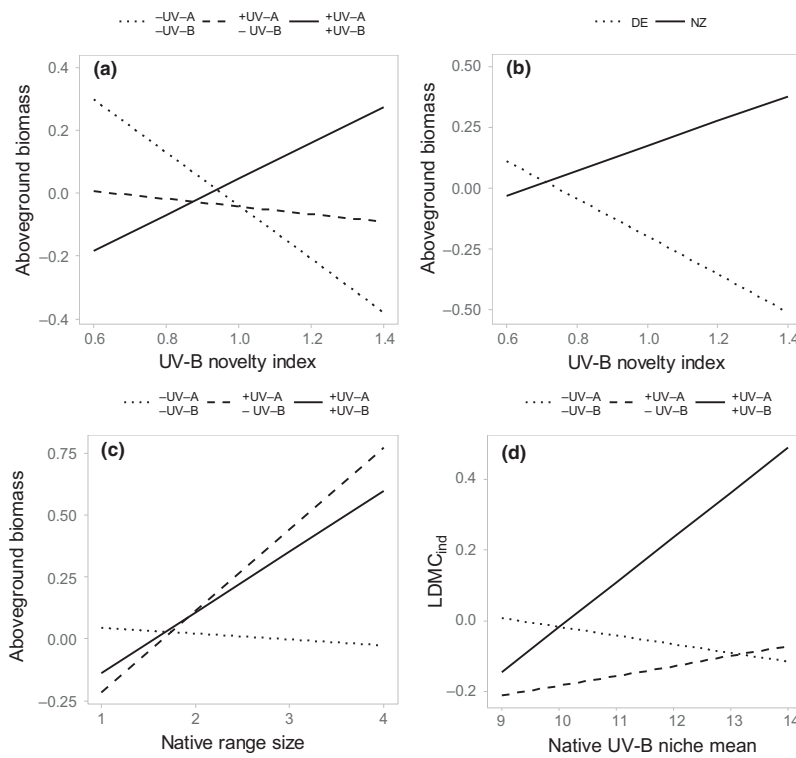 –UV–A +UV–A +UV–A
–UV–B – UV–B +UV–B
DE NZ
(a)
0.4
0.2
0.0
–0.2
–0.4
Aboveground biomass
0.6 0.8 1.0 1.2 1.4
UV-B novelty index
(b)
0.50
0.25
0.00
–0.25
–0.50
Aboveground biomass
0.6 0.8 1.0 1.2 1.4
UV-B novelty index
–UV–A +UV–A +UV–A
–UV–B – UV–B +UV–B
(c)
0.75
0.50
0.25
0.00
–0.25
Aboveground biomass
1 2 3 4
Native range size
–UV–A +UV–A +UV–A
–UV–B – UV–B +UV–B
(d)
0.4
0.2
0.0
–0.2
LDMCind
9 10 11 12 13 14
Native UV-B niche mean